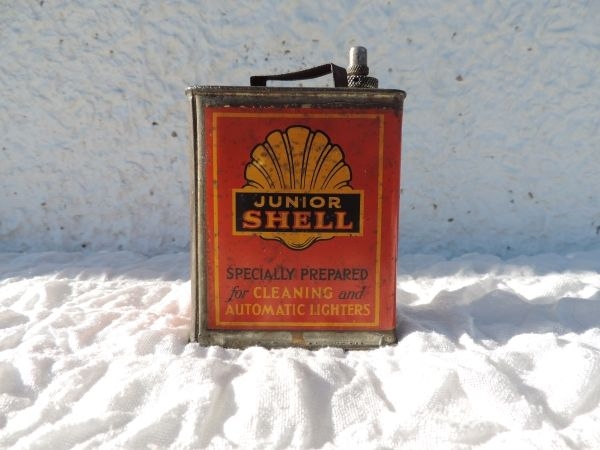 JUNIOR
SHELL
SPECIALLY PREPARED
for CLEANING and
AUTOMATIC LIGHTERS